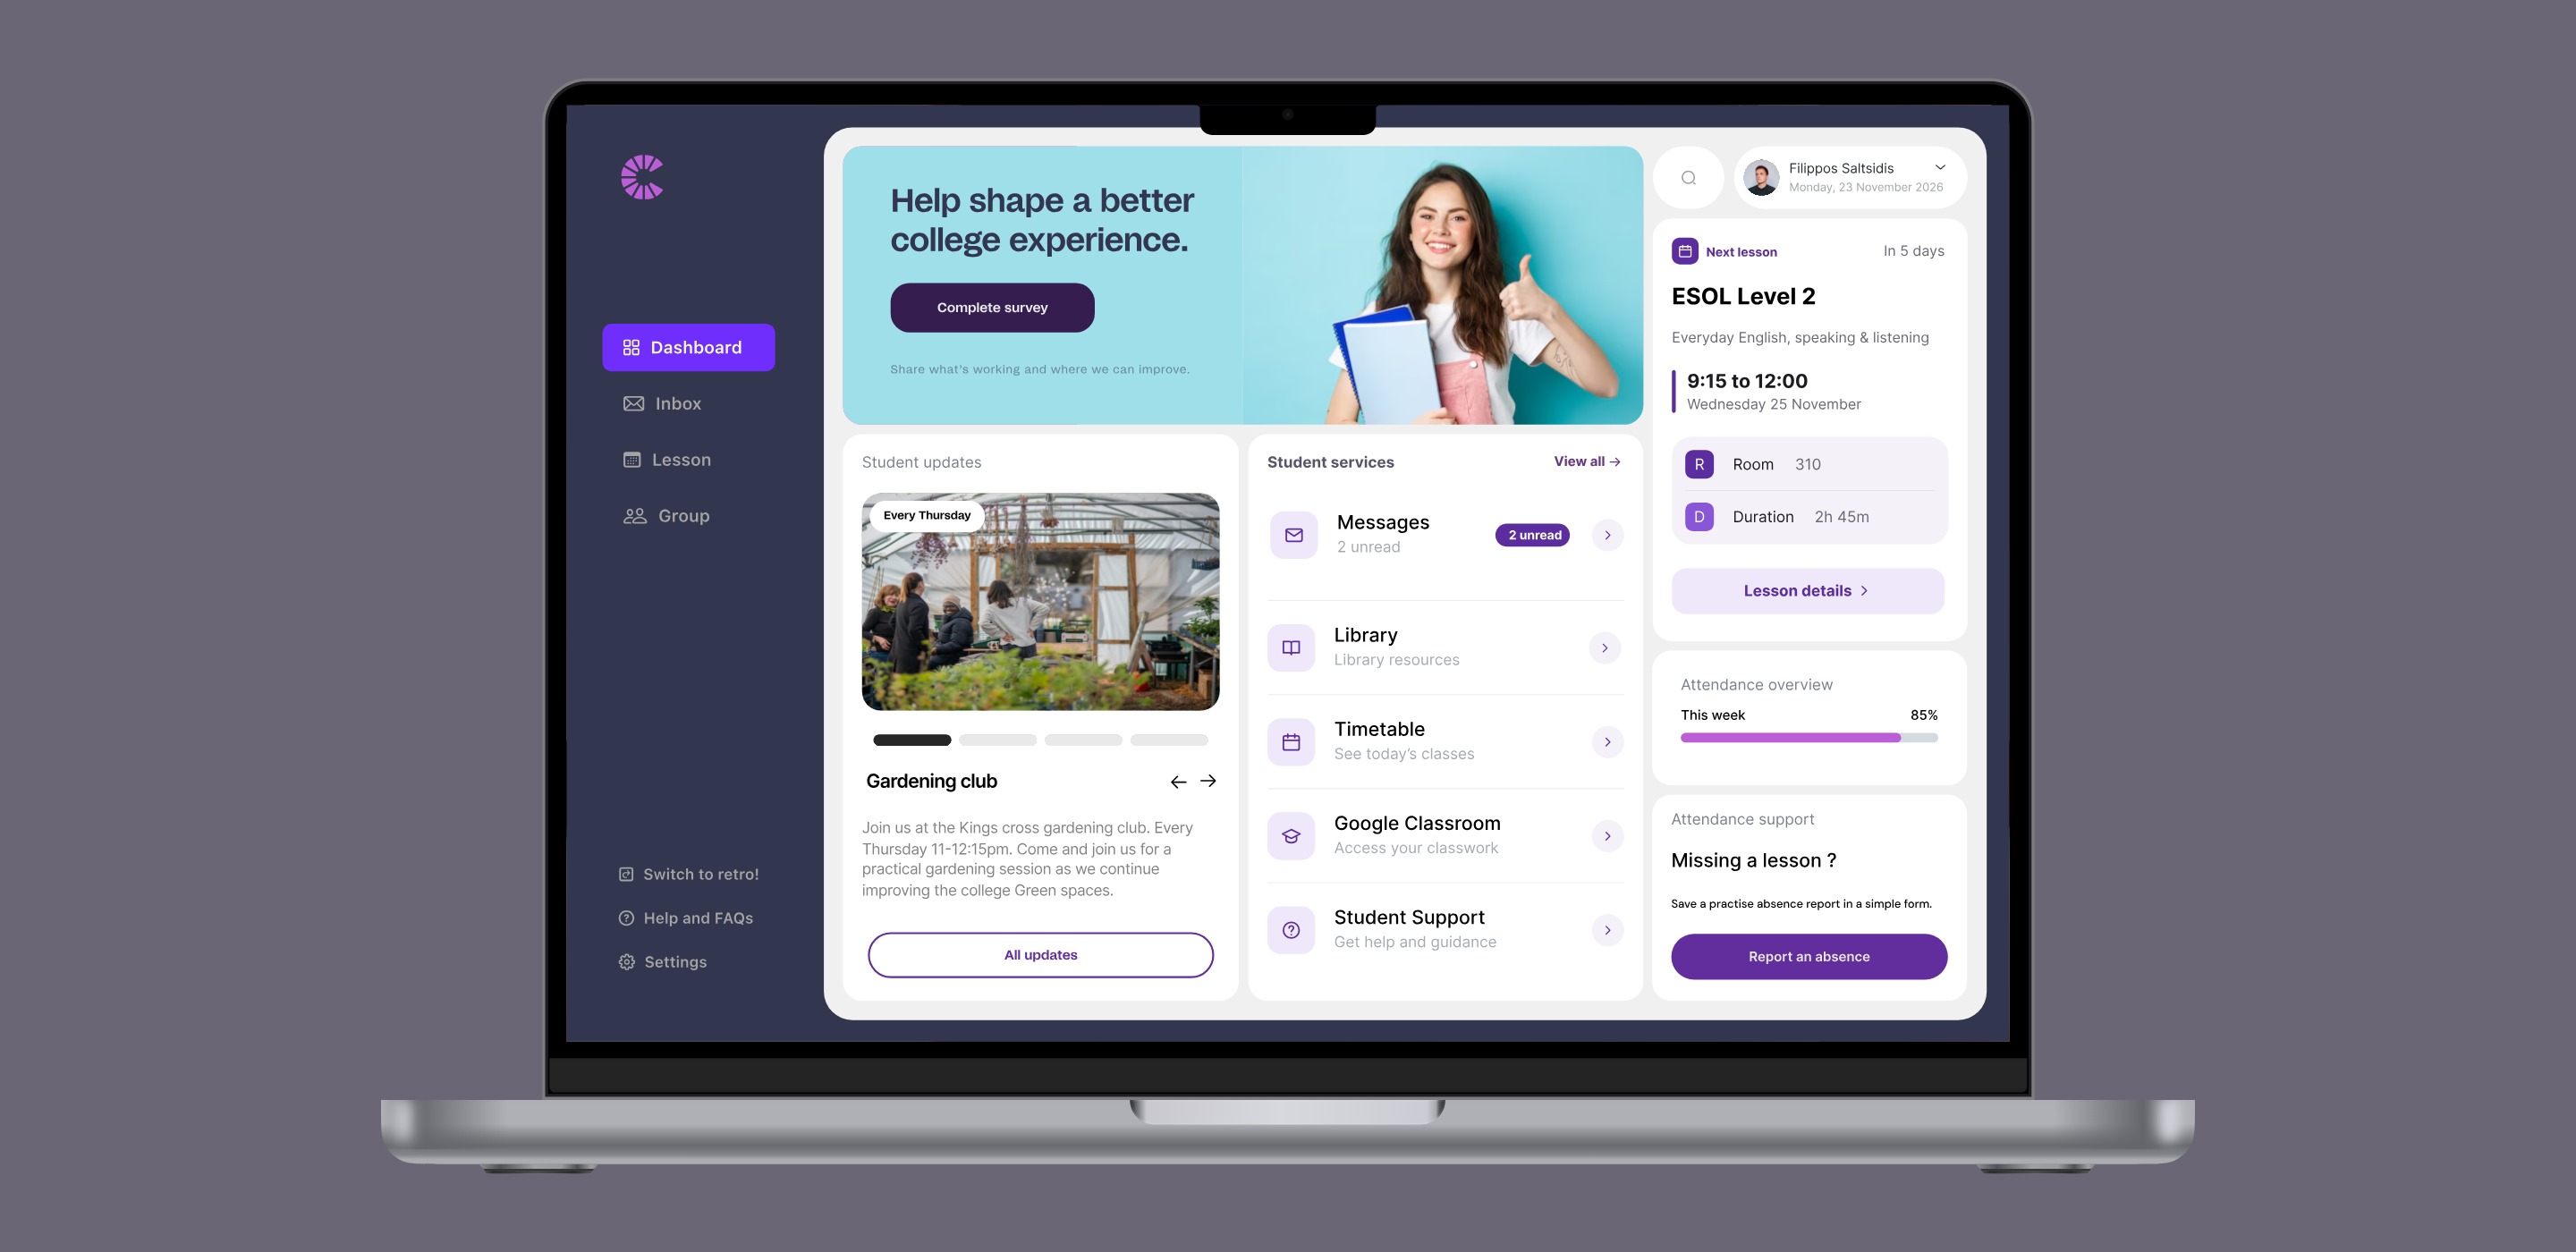 Dashboard
Inbox
Lesson
Group
Switch to retro!
Help and FAQs
Settings
Help shape a better
college experience.
Complete survey
Share what's working and where we can improve.
Filippos Saltsidis
Monday, 23 November 2026
Next lesson
In 5 days
ESOL Level 2
Everyday English, speaking & listening
9:15 to 12:00
Wednesday 25 November
R Room 310
D Duration 2h 45m
Lesson details
Student updates
Every Thursday
Gardening club
Join us at the Kings cross gardening club. Every
Thursday 11-12:15pm. Come and join us for a
practical gardening session as we continue
improving the college Green spaces.
All updates
Student services
View all
Messages
2 unread
2 unread
Library
Library resources
Timetable
See today's classes
Google Classroom
Access your classwork
Student Support
Get help and guidance
Attendance overview
This week 85%
Attendance support
Missing a lesson ?
Save a practise absence report in a simple form.
Report an absence